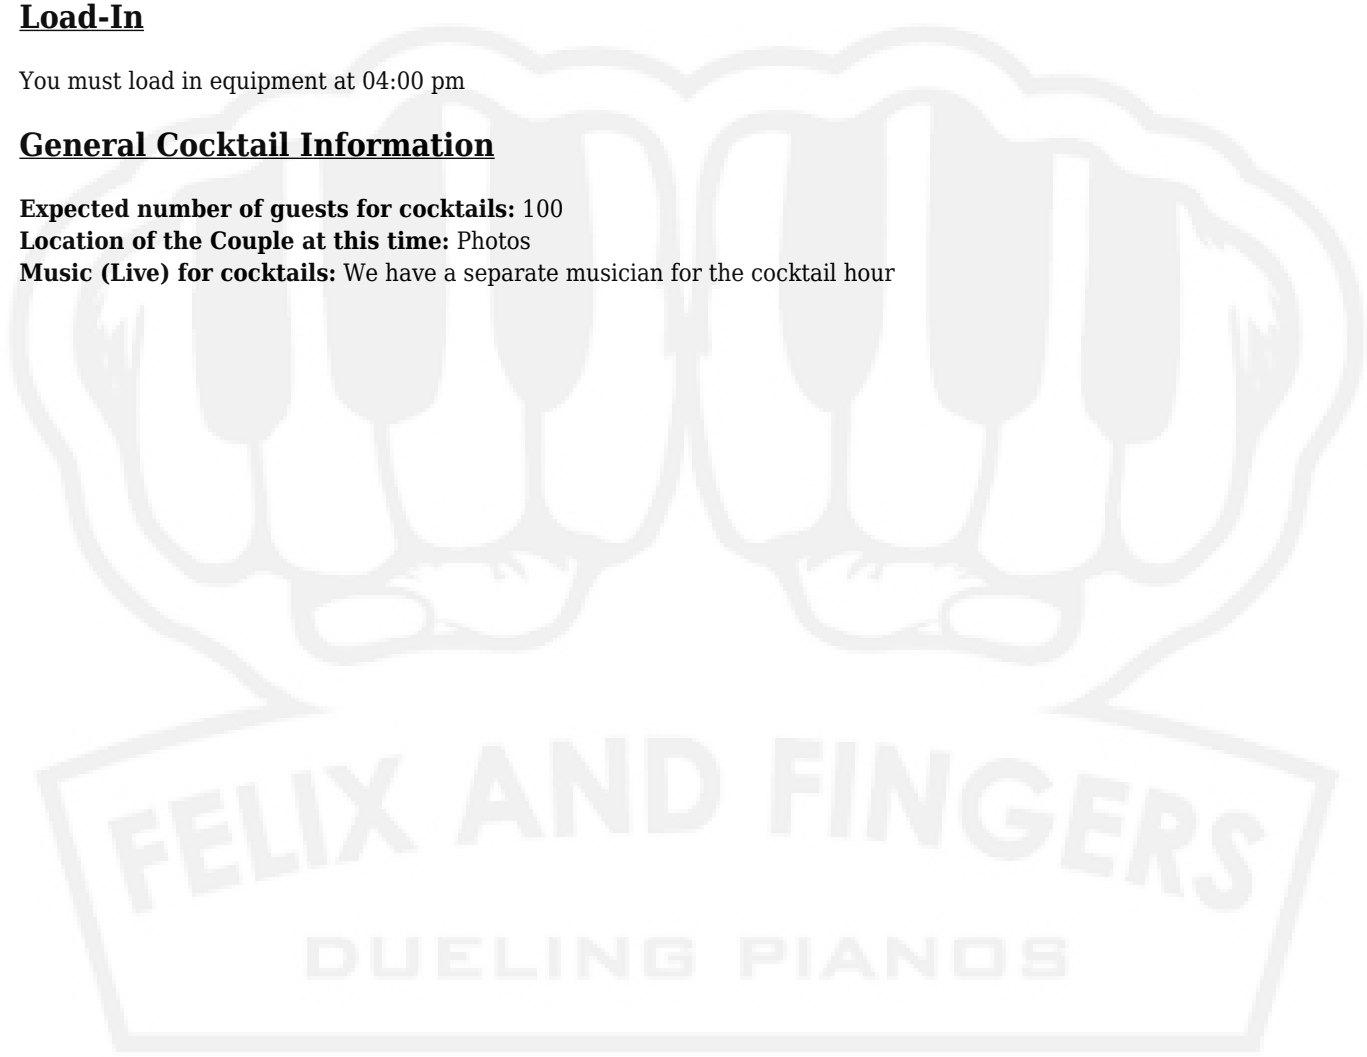 Load-In
You must load in equipment at 04:00 pm
General Cocktail Information
Expected number of guests for cocktails: 100
Location of the Couple at this time: Photos
Music (Live) for cocktails: We have a separate musician for the cocktail hour
FELIX AND FINGERS
DUELING PIANOS